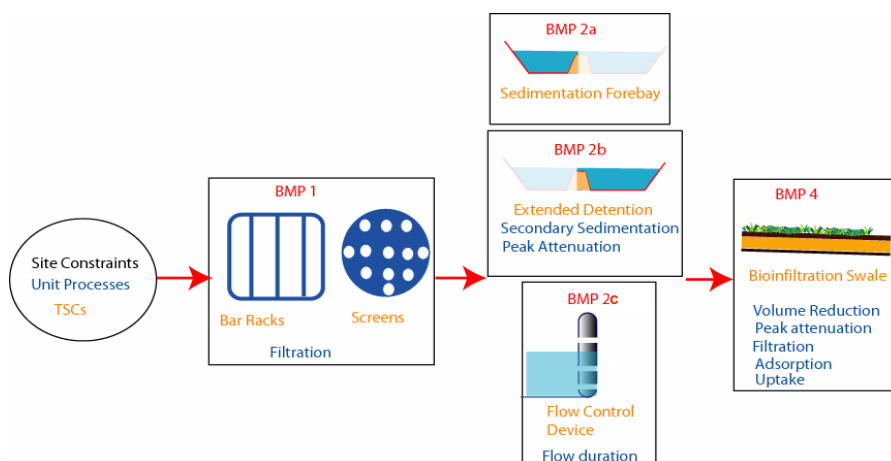 Site Constraints
Unit Processes
TSCs
BMP 1
Bar Racks
Screens
Filtration
BMP 2a
Sedimentation Forebay
BMP 2b
Extended Detention
Secondary Sedimentation
Peak Attenuation
BMP 2c
Flow Control
Device
Flow duration
BMP 4
Bioinfiltration Swale
Volume Reduction
Peak attenuation
Filtration
Adsorption
Uptake